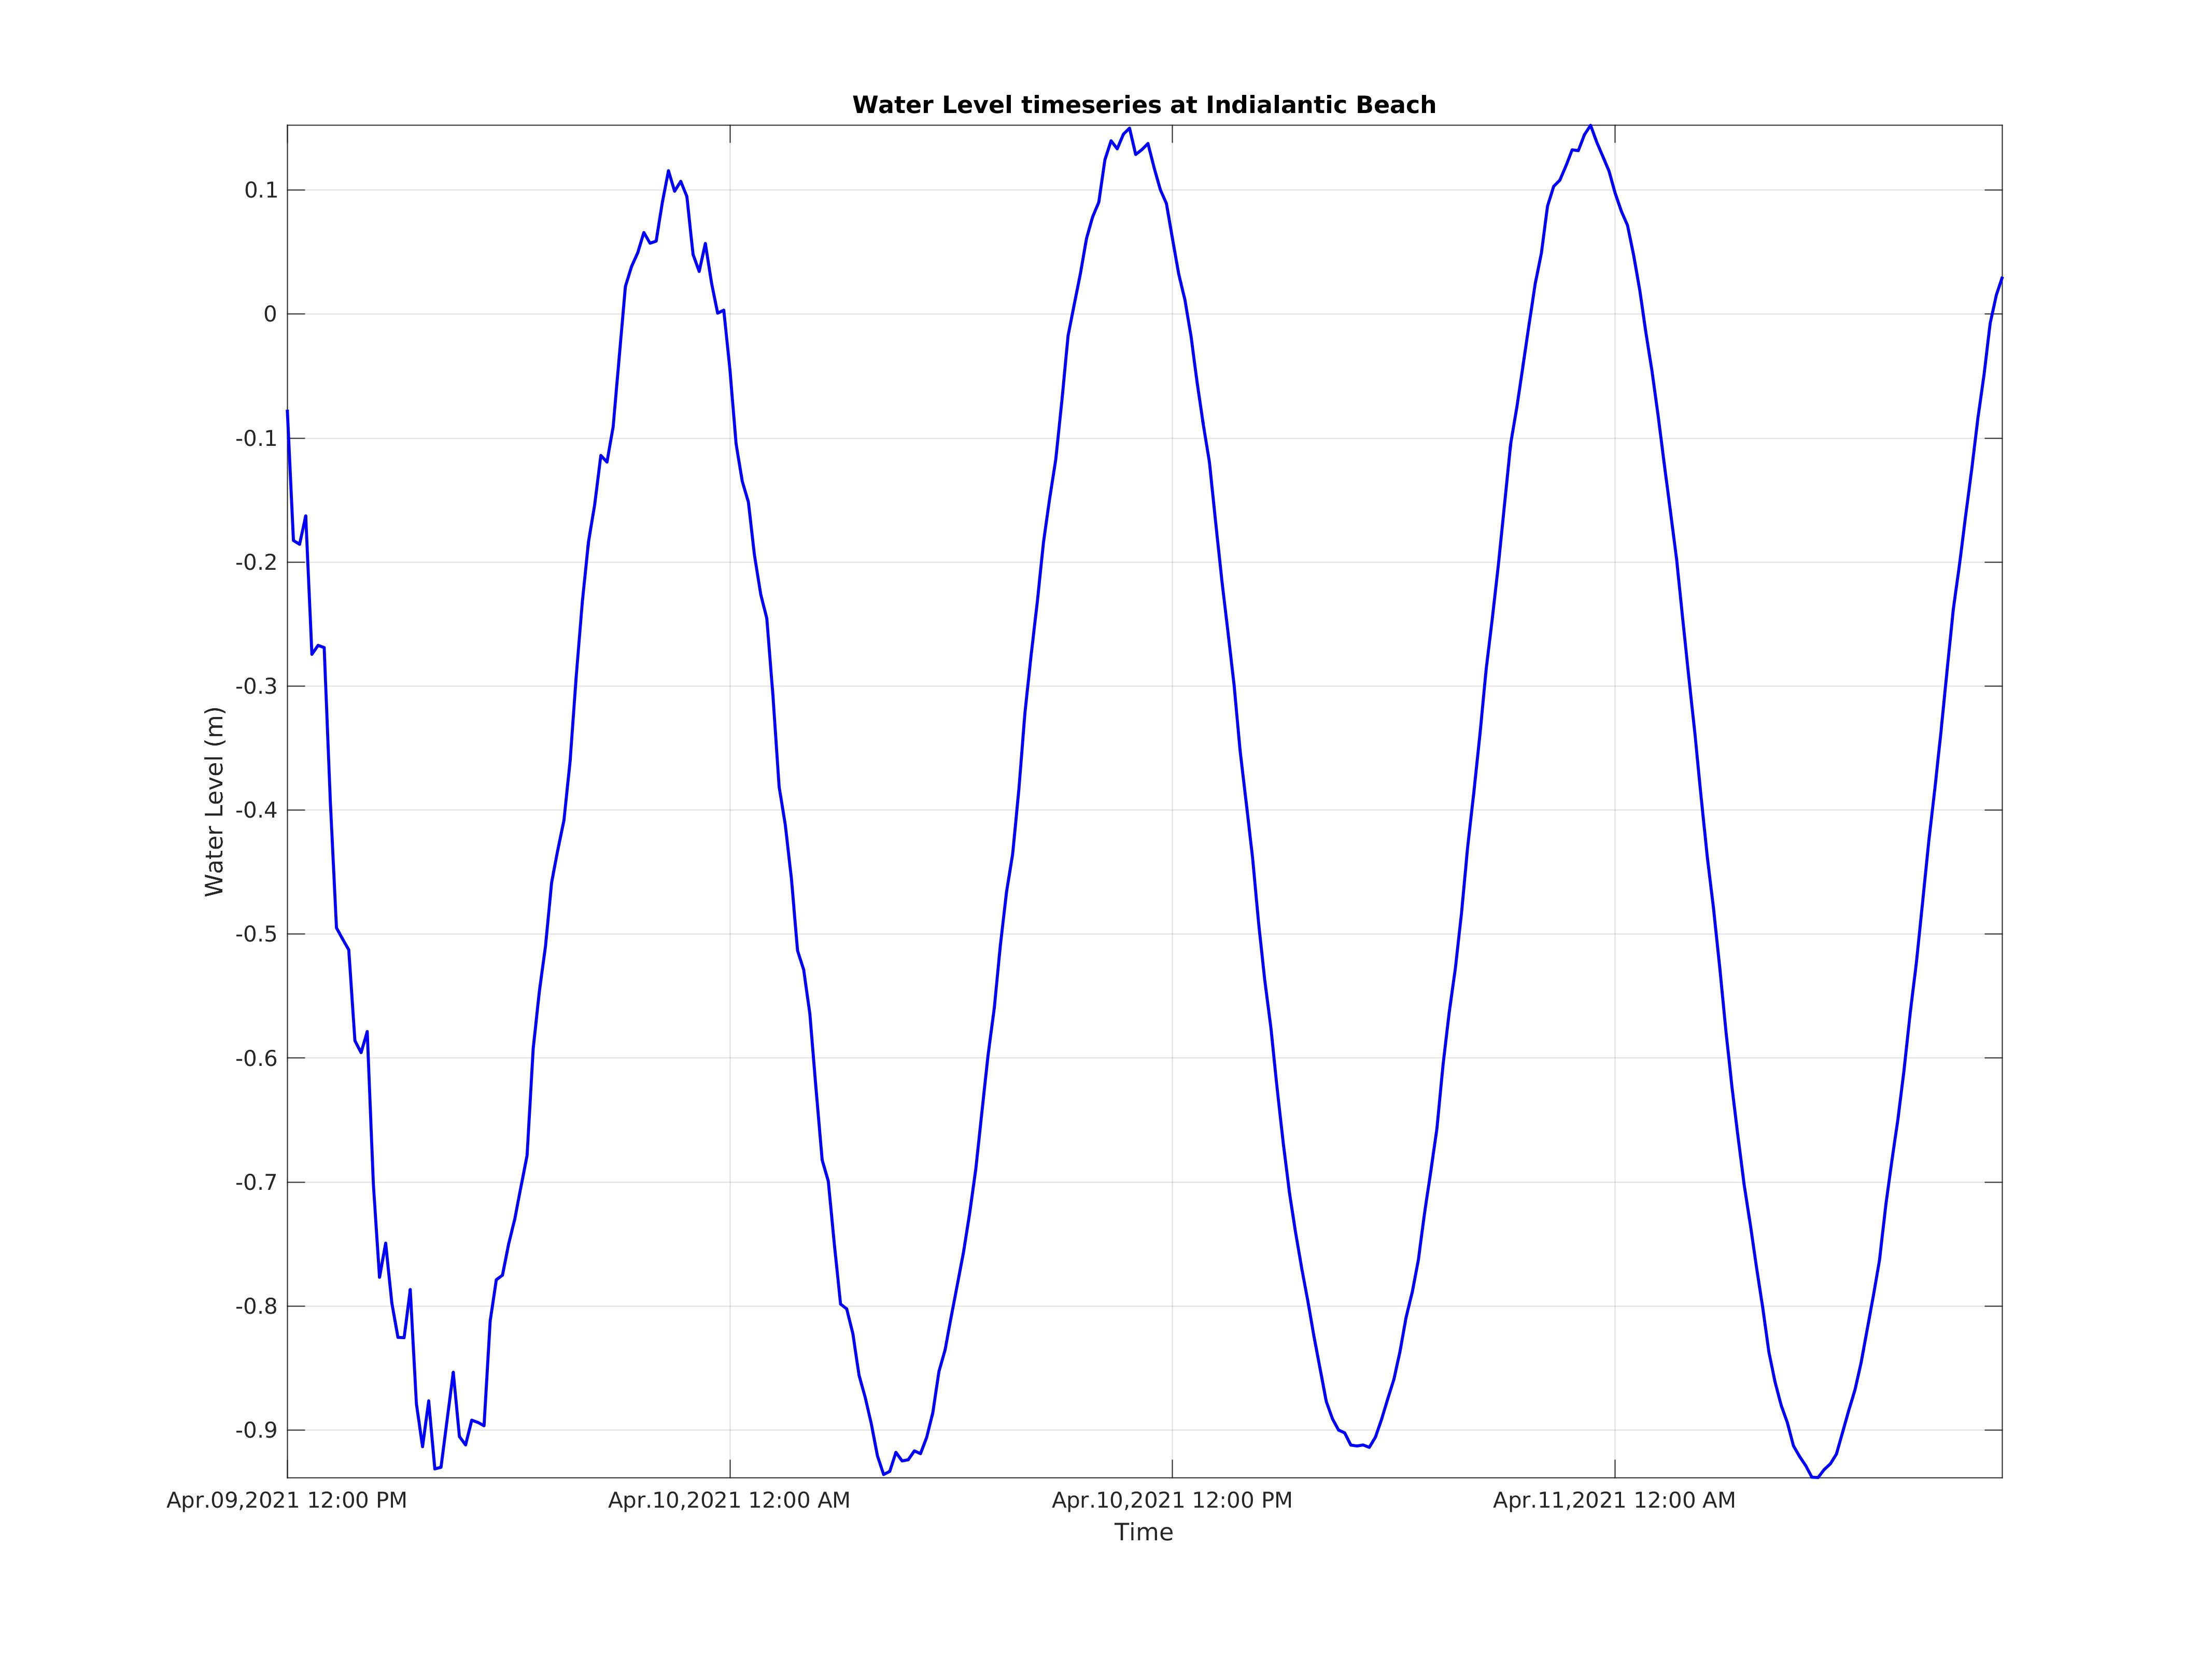 Water Level timeseries at Indialantic Beach
0.1
0
-0.1
-0.2
-0.3
-0.4
-0.5
-0.6
-0.7
-0.8
-0.9
Water Level (m)
Apr.09,2021 12:00 PM
Apr.10,2021 12:00 AM
Apr.10,2021 12:00 PM
Apr.11,2021 12:00 AM
Time